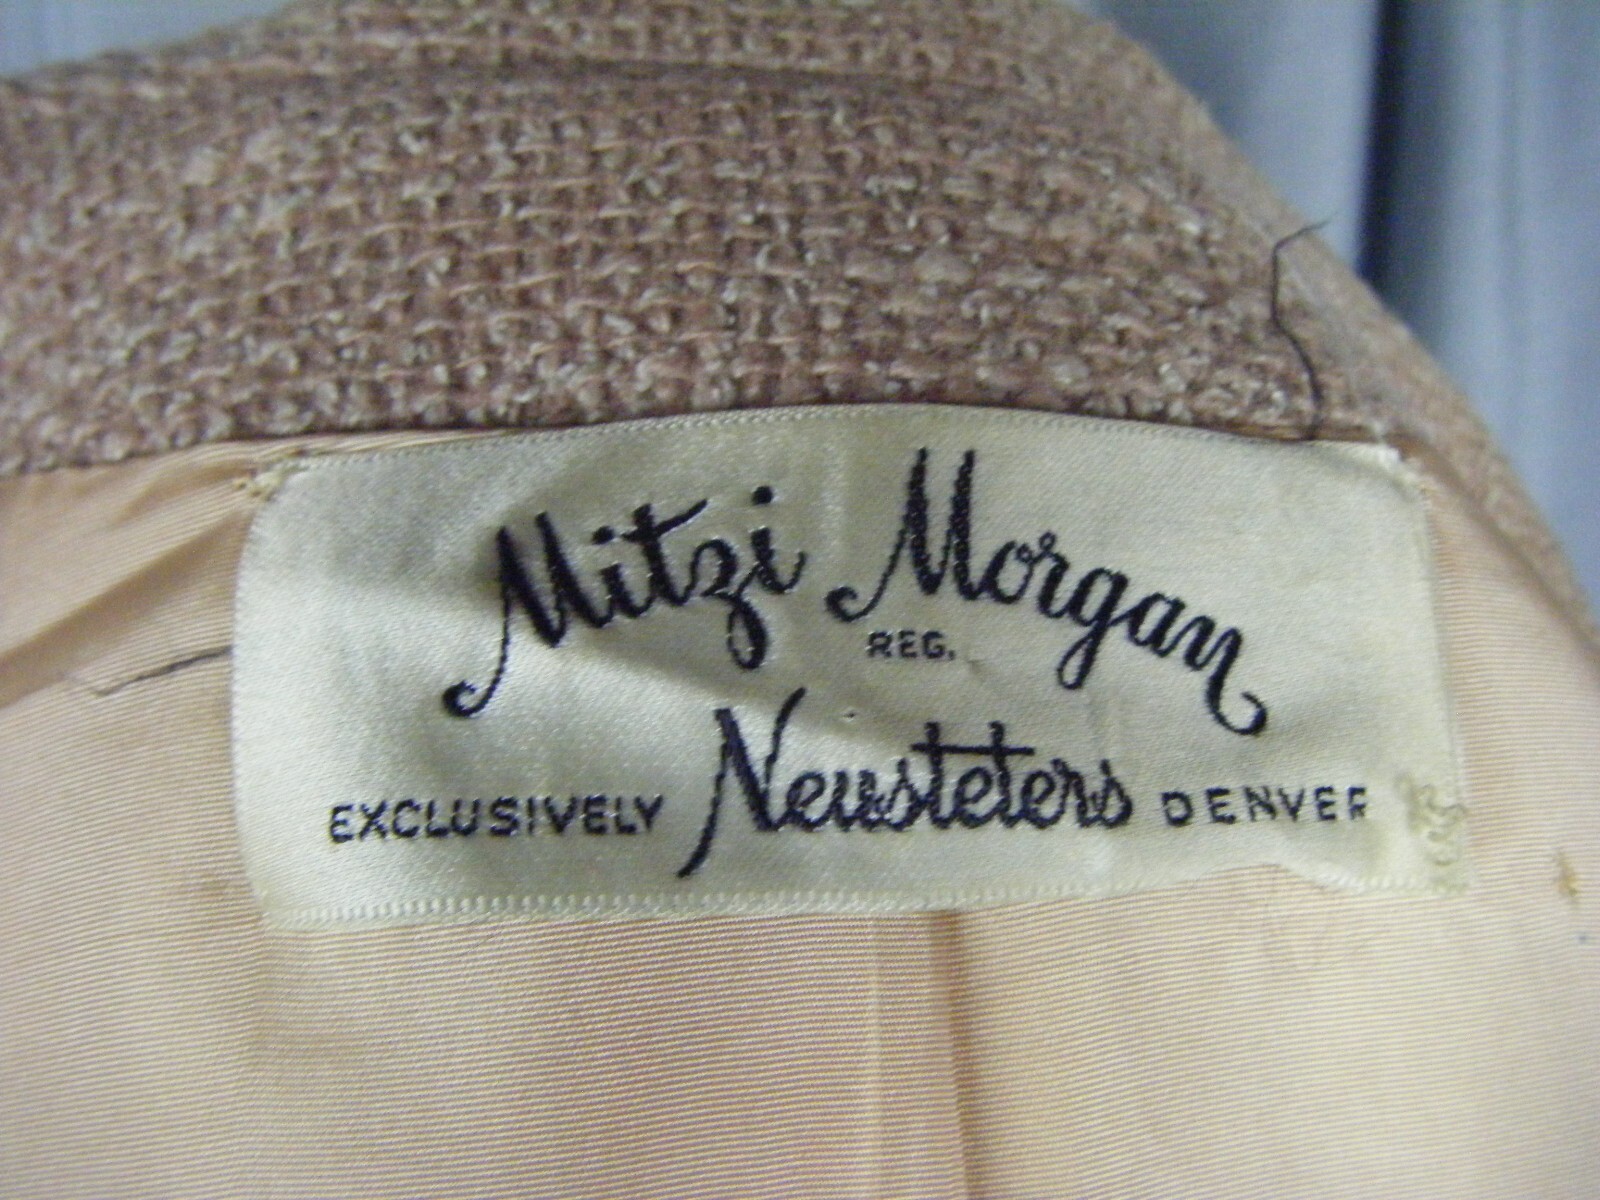 Mitzi Morgan
REG.
EXCLUSIVELY Neusteters DENVER